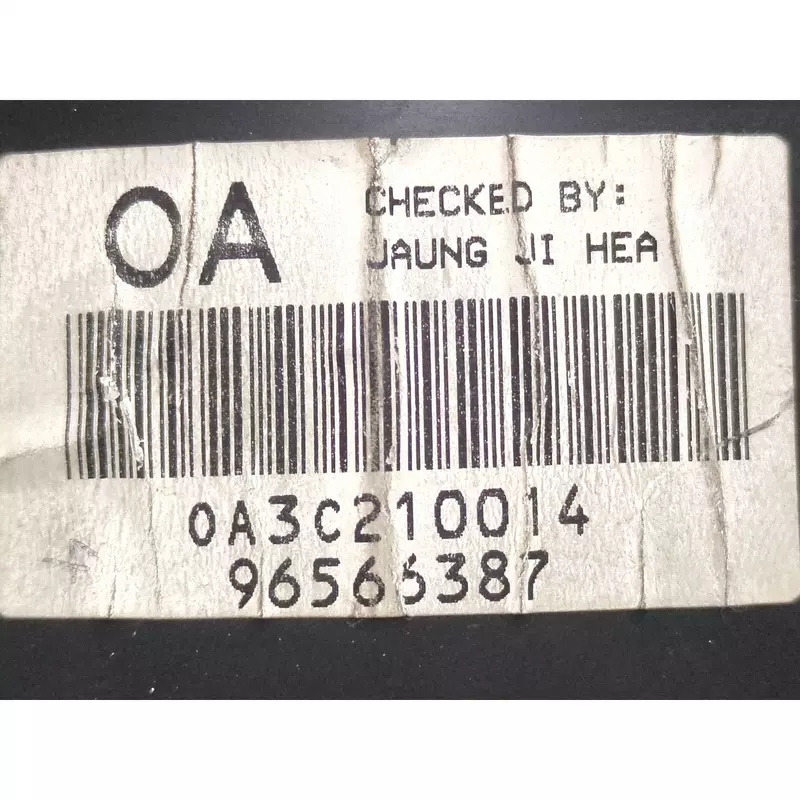 OA
CHECKED BY:
JAUNG JI HEA
0A3C210014
96566387